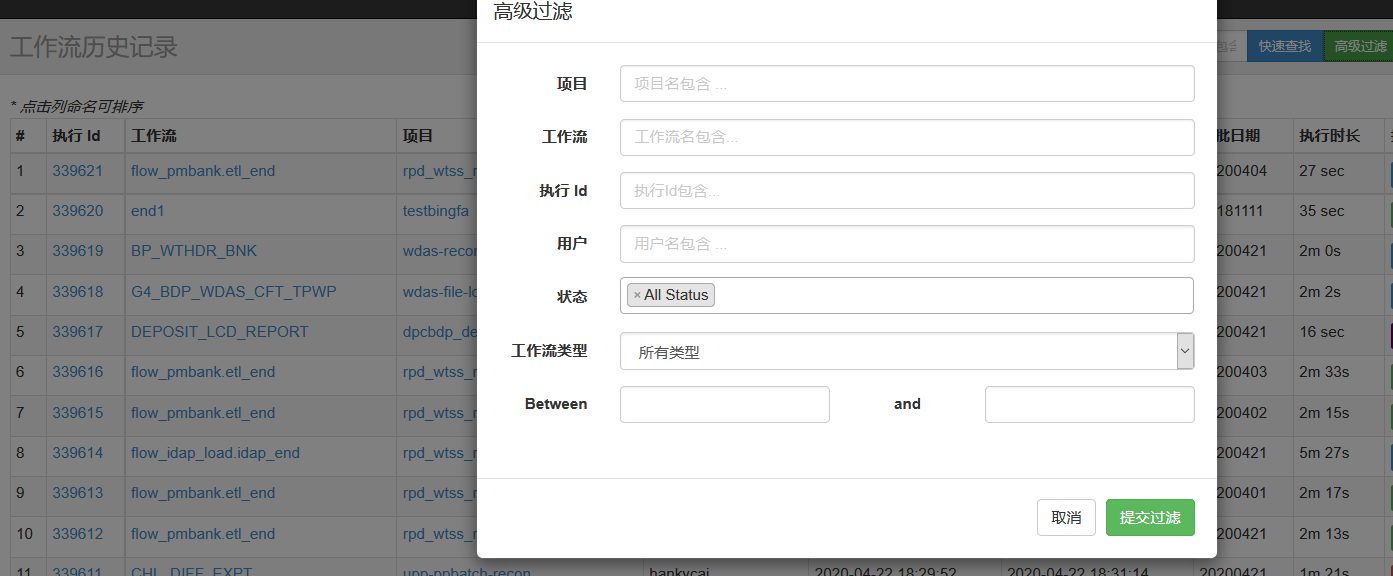 高级过滤
工作流历史记录
快速查找 高级过滤
* 点击列命名可排序
# 执行 Id 工作流 项目 批日期 执行时长
1 339621 flow_pmbank.etl_end rpd_wtss_ 200404 27 sec
2 339620 end1 testbingfa 181111 35 sec
3 339619 BP_WTHDR_BNK wdas-recon 200421 2m 0s
4 339618 G4_BDP_WDAS_CFT_TPWP wdas-file-lo 200421 2m 2s
5 339617 DEPOSIT_LCD_REPORT dpcbdp_de 200421 16 sec
6 339616 flow_pmbank.etl_end rpd_wtss_ 200403 2m 33s
7 339615 flow_pmbank.etl_end rpd_wtss_ 200402 2m 15s
8 339614 flow_idap_load.idap_end rpd_wtss_ 200421 5m 27s
9 339613 flow_pmbank.etl_end rpd_wtss_ 200401 2m 17s
10 339612 flow_pmbank.etl_end rpd_wtss_ 200421 2m 13s
11 339611 CHL_DIFF_EXPT upp-ppbatch-recon hankycai 2020-04-22 18:29:52 2020-04-22 18:31:14 20200421 1m 21s
项目 项目名包含 ...
工作流 工作流名包含...
执行 Id 执行Id包含...
用户 用户名包含 ...
状态 × All Status
工作流类型 所有类型
Between and
取消 提交过滤